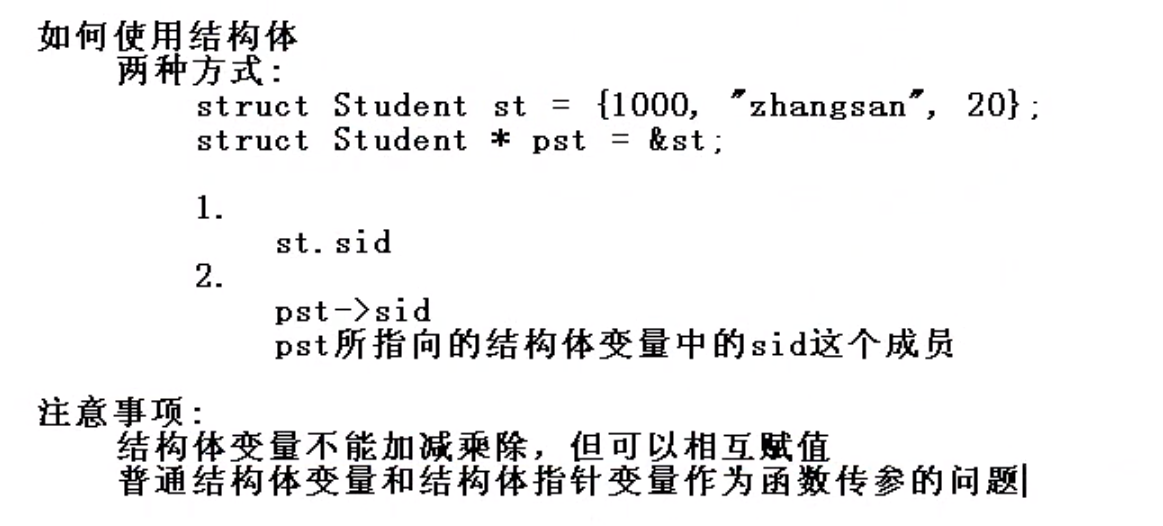 如何使用结构体
两种方式:
struct Student st = {1000, "zhangsan", 20};
struct Student * pst = &st;
1.
st.sid
2.
pst->sid
pst所指向的结构体变量中的sid这个成员
注意事项:
结构体变量不能加减乘除，但可以相互赋值
普通结构体变量和结构体指针变量作为函数传参的问题